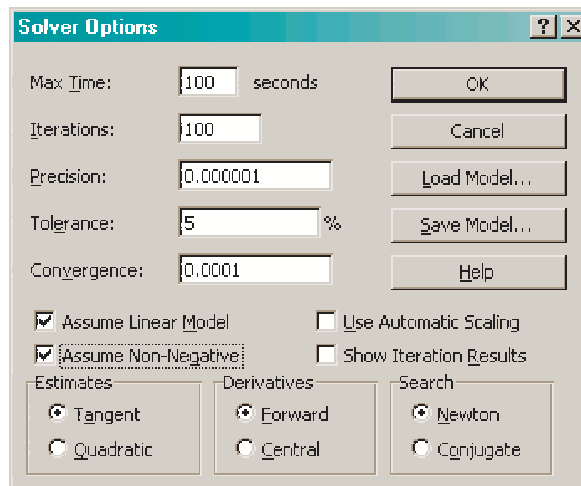 Solver Options
Max Time: 100 seconds
OK
Iterations: 100
Cancel
Precision: 0.000001
Load Model...
Tolerance: 5 %
Save Model...
Convergence: 0.0001
Help
Assume Linear Model
Use Automatic Scaling
Assume Non-Negative
Show Iteration Results
Estimates
Derivatives
Search
Tangent
Forward
Newton
Quadratic
Central
Conjugate